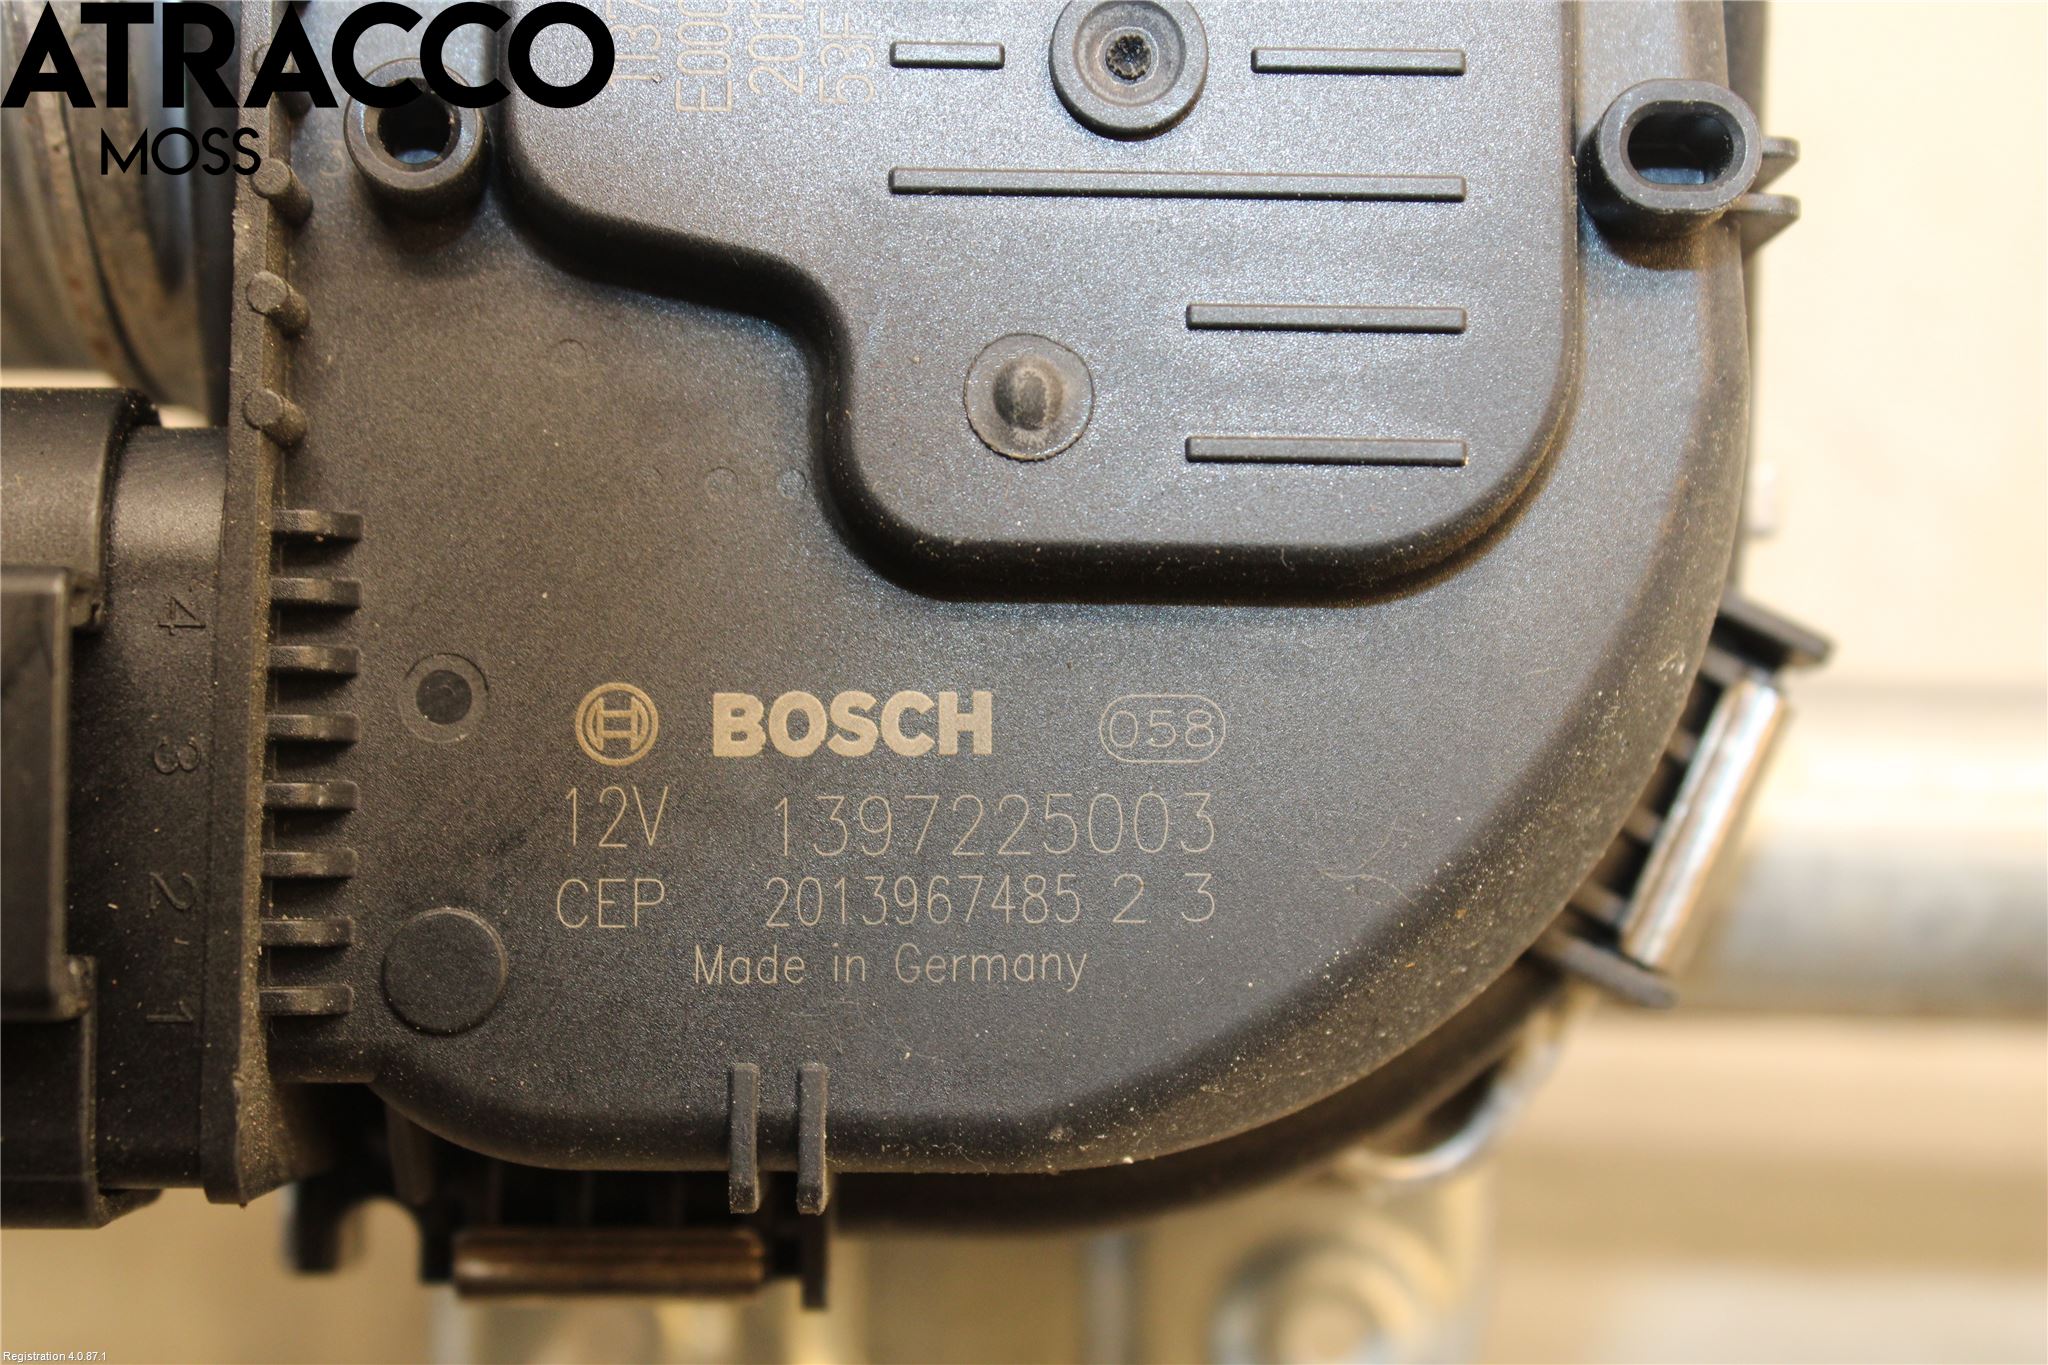 ATRACCO
MOSS
53F
4
3
2
1
BOSCH 058
12V 1397225003
CEP 2013967485 2 3
Made in Germany
Registration 4.0.87.1